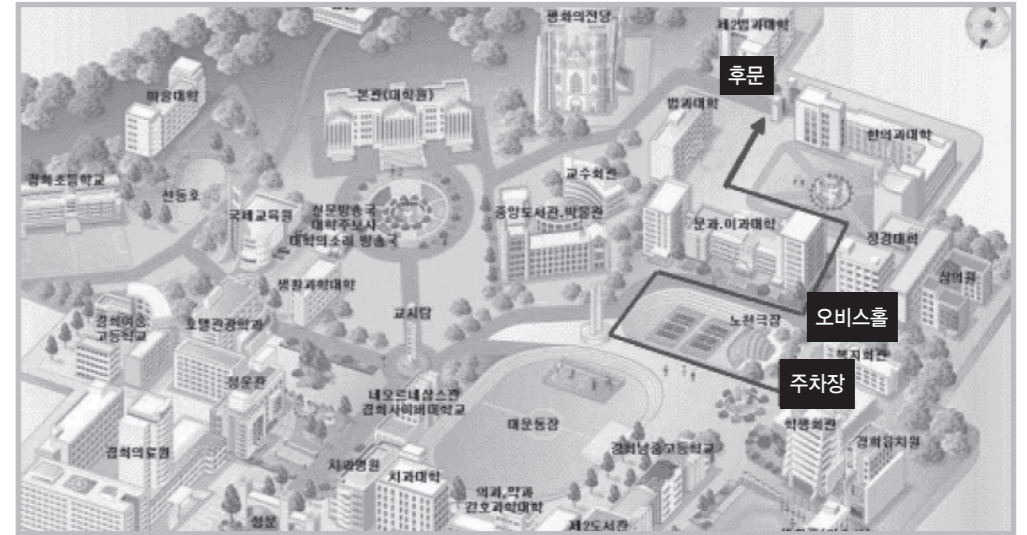 평화의전당
제2법과대학
후문
본관(대학원)
법과대학
한의과대학
경희초등학교
선동호
교수회관
국제교육원
신문방송국
대학주보사
대학의소리 방송국
중앙도서관.박물관
문과.이과대학
정경대학
삼의원
생활과학대학
교시탑
오비스홀
노천극장
경희여중
고등학교
호텔관광학과
복지회관
주차장
청운관
네오르네상스관
경희사이버대학교
대운동장
학생회관
경희의료원
치과병원
치과대학
경희남중고등학교
경희유치원
의과.약과
간호과학대학
정문
제2도서관